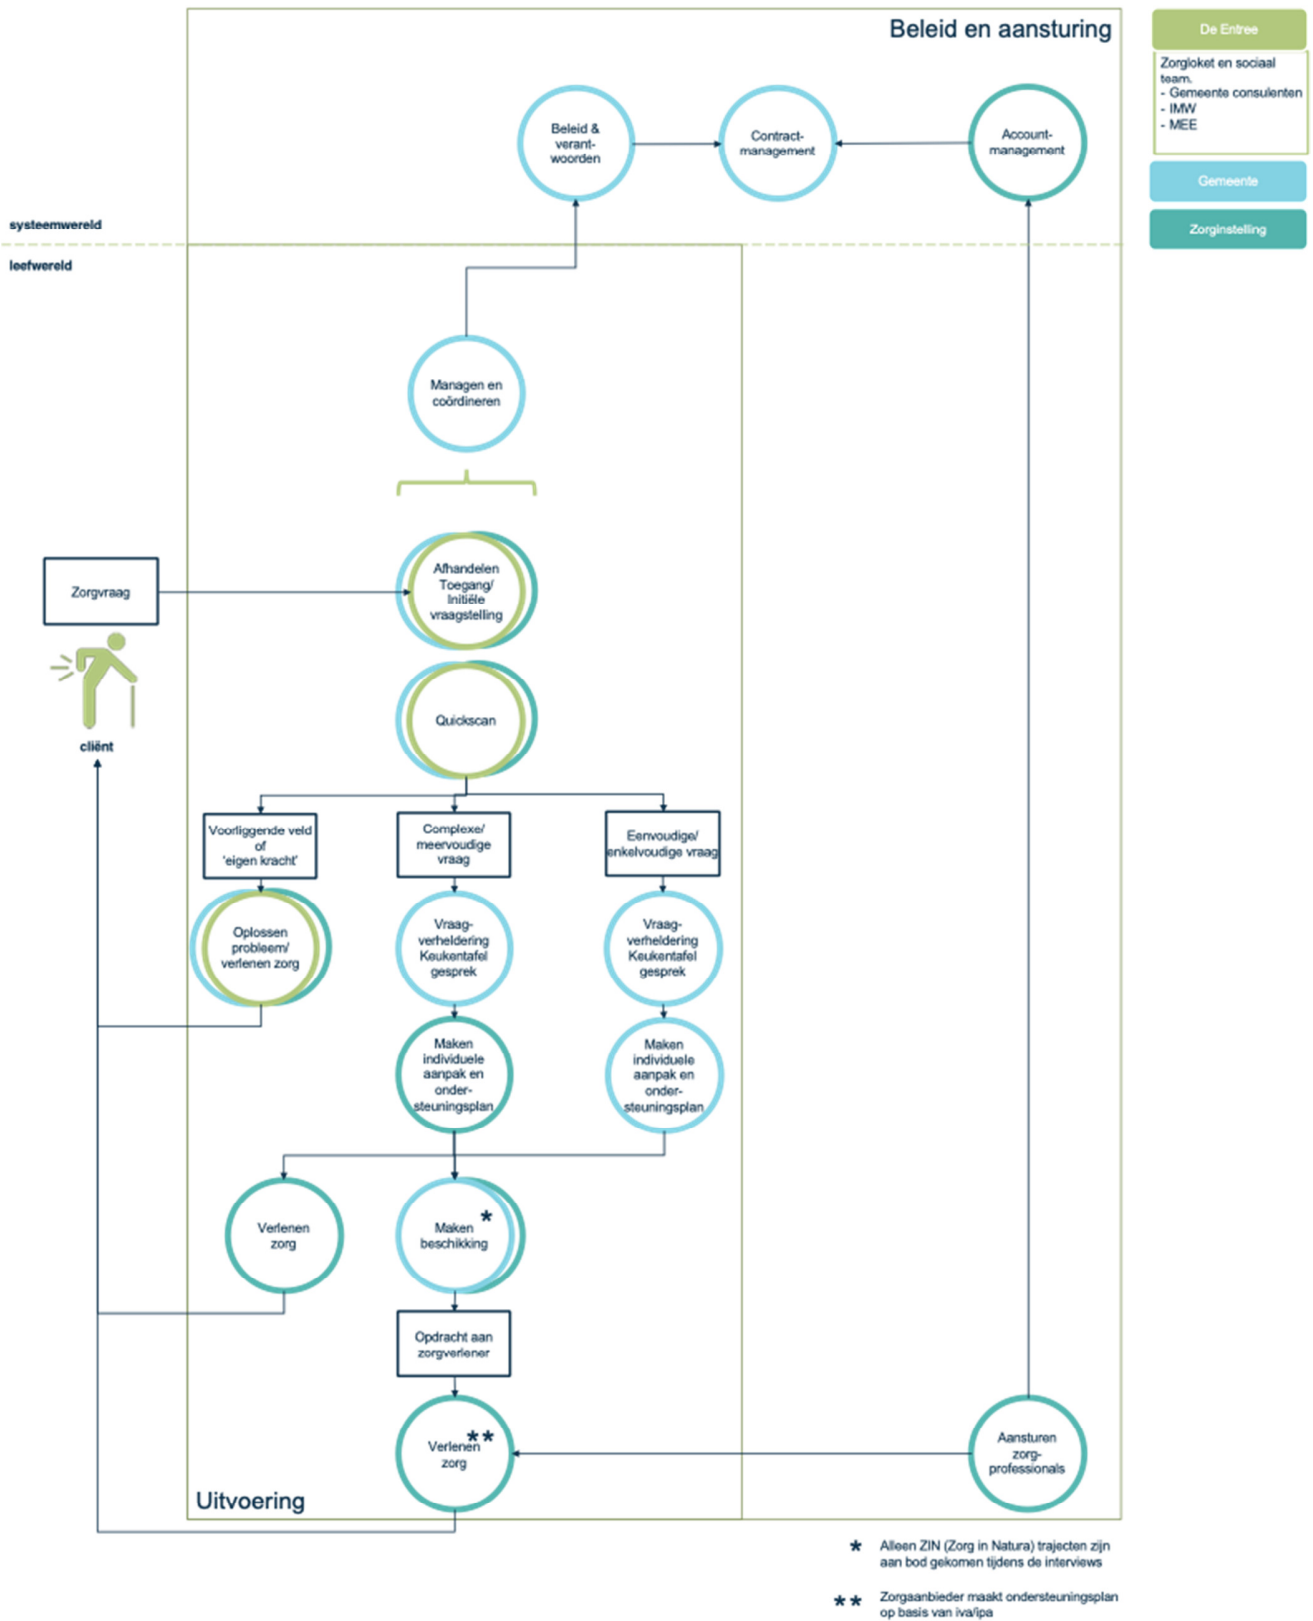 Beleid en aansturing
De Entree
Zorgloket en sociaal
team.
- Gemeente consulenten
- IMW
- MEE
Gemeente
Zorginstelling
Beleid &
verant-
woorden
Contract-
management
Account-
management
systeemwereld
leefwereld
Managen en
coördineren
Zorgvraag
cliënt
Afhandelen
Toegang/
Initiële
vraagstelling
Quickscan
Voorliggende veld
of
'eigen kracht'
Complexe/
meervoudige
vraag
Eenvoudige/
enkelvoudige vraag
Oplossen
probleem/
verlenen zorg
Vraag-
verheldering
Keukentafel
gesprek
Vraag-
verheldering
Keukentafel
gesprek
Maken
individuele
aanpak en
onder-
steuningsplan
Maken
individuele
aanpak en
onder-
steuningsplan
Verlenen
zorg
Maken *
beschikking
Opdracht aan
zorgverlener
Verlenen **
zorg
Aansturen
zorg-
professionals
Uitvoering
* Alleen ZIN (Zorg in Natura) trajecten zijn
aan bod gekomen tijdens de interviews
** Zorgaanbieder maakt ondersteuningsplan
op basis van iva/ipa